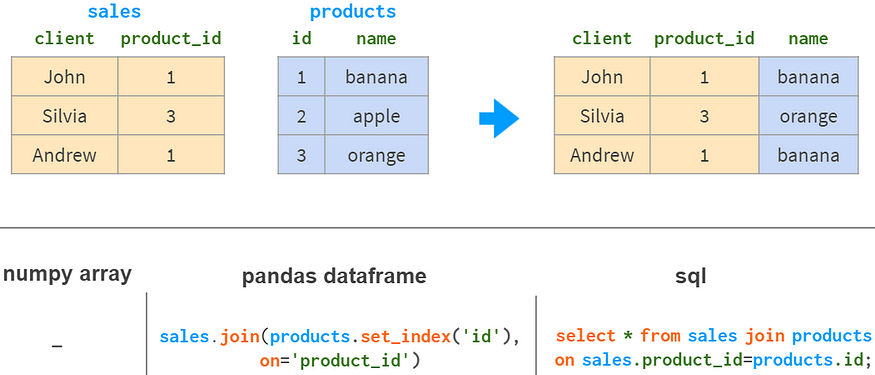 sales products
client product_id id name client product_id name
John 1 1 banana John 1 banana
Silvia 3 2 apple Silvia 3 orange
Andrew 1 3 orange Andrew 1 banana
numpy array pandas dataframe sql
– sales.join(products.set_index('id'), select * from sales join products
on='product_id') on sales.product_id=products.id;